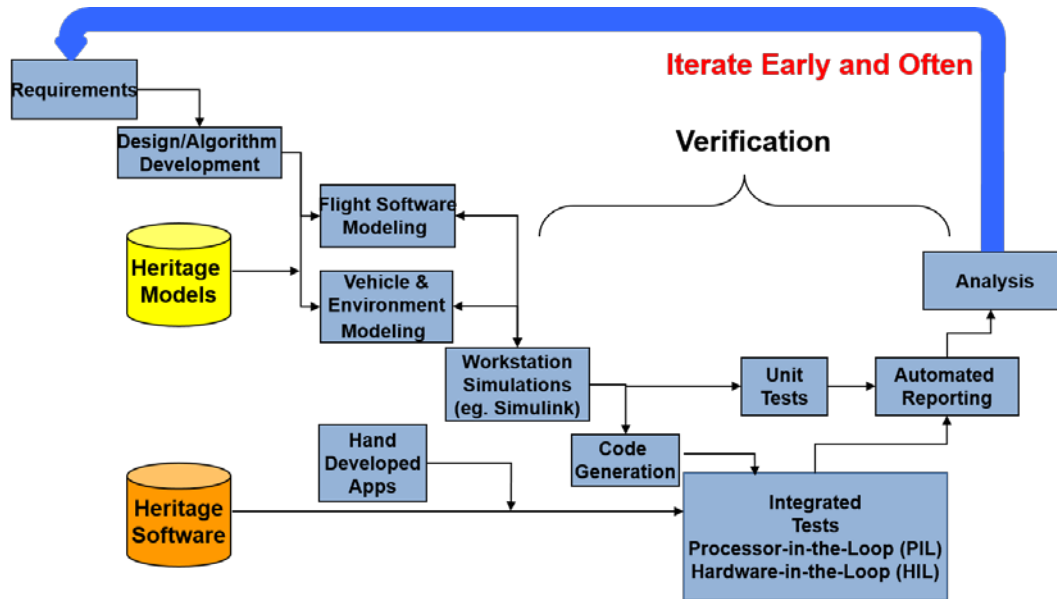 Iterate Early and Often
Requirements
Verification
Design/Algorithm
Development
Flight Software
Modeling
Heritage
Models
Vehicle &
Environment
Modeling
Analysis
Workstation
Simulations
(eg. Simulink)
Unit
Tests
Automated
Reporting
Hand
Developed
Apps
Code
Generation
Heritage
Software
Integrated
Tests
Processor-in-the-Loop (PIL)
Hardware-in-the-Loop (HIL)